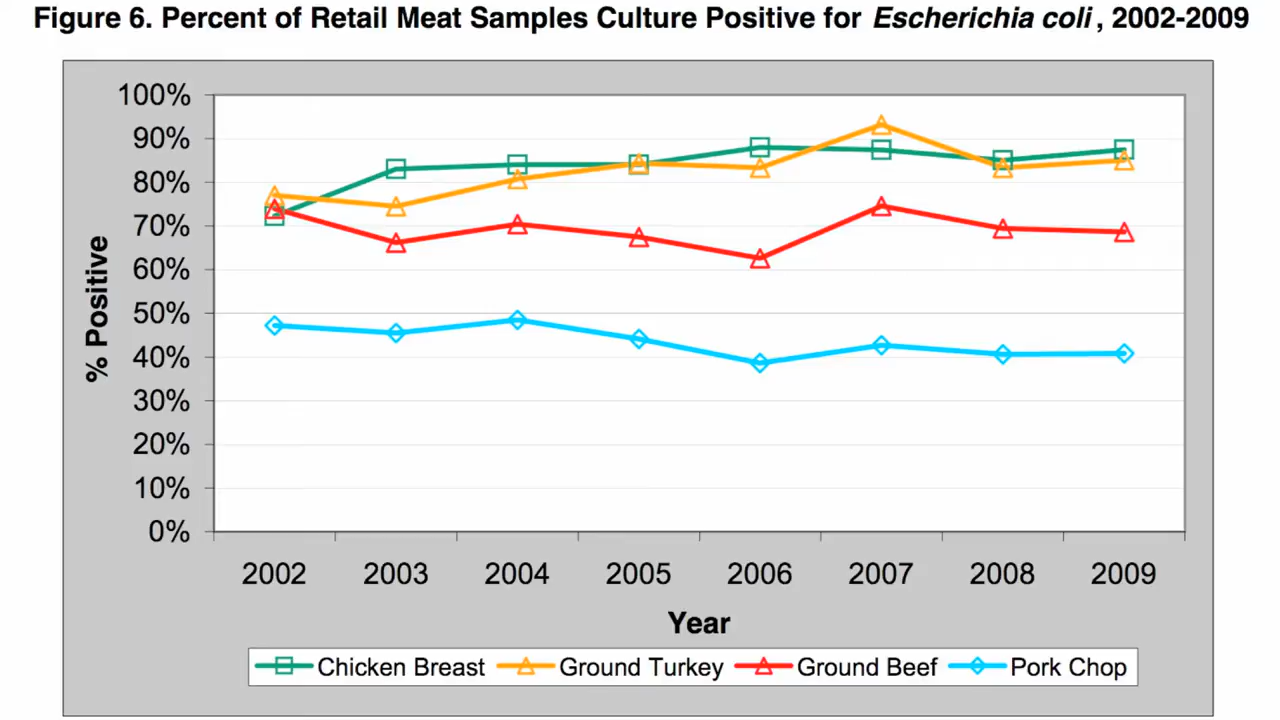 Figure 6. Percent of Retail Meat Samples Culture Positive for Escherichia coli, 2002-2009
100%
90%
80%
70%
60%
50%
40%
30%
20%
10%
0%
% Positive
2002 2003 2004 2005 2006 2007 2008 2009
Year
Chicken Breast Ground Turkey Ground Beef Pork Chop